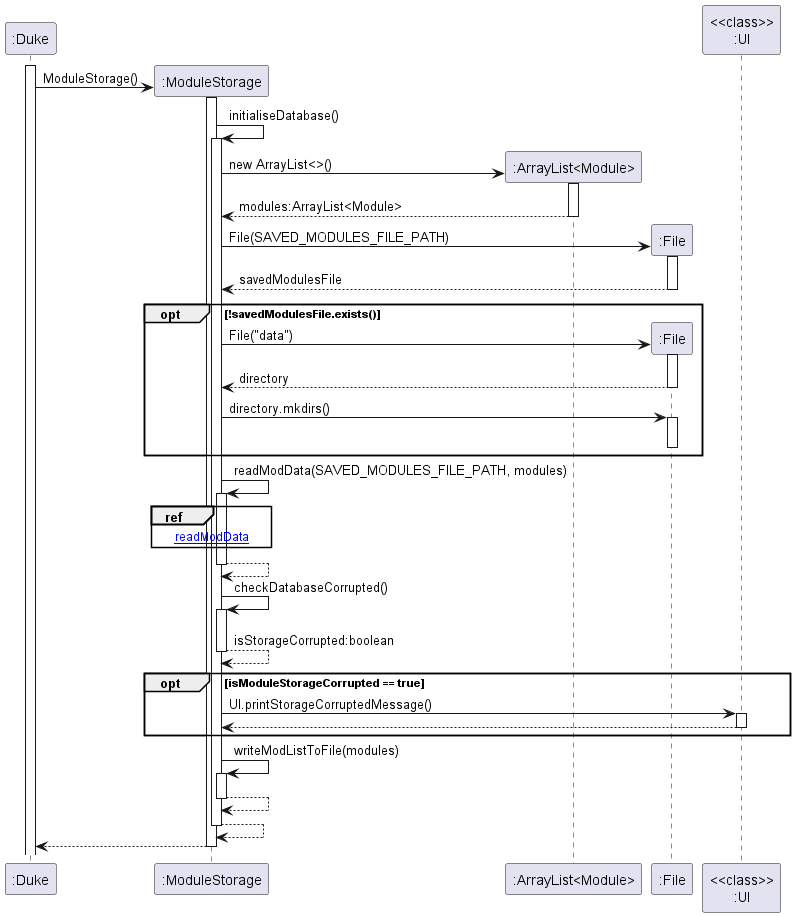 <<class>>
:Duke
:UI
ModuleStorage()
:ModuleStorage
initialiseDatabase()
new ArrayList<>()
:ArrayList<Module>
modules:ArrayList<Module>
File(SAVED_MODULES_FILE_PATH)
:File
savedModulesFile
opt
[!savedModulesFile.exists()]
File("data")
:File
directory
directory.mkdirs()
readModData(SAVED_MODULES_FILE_PATH, modules)
ref
readModData
checkDatabaseCorrupted()
isStorageCorrupted:boolean
opt
[isModuleStorageCorrupted == true]
UI.printStorageCorruptedMessage()
writeModListToFile(modules)
:Duke
:ModuleStorage
:ArrayList<Module>
:File
<<class>>
:UI